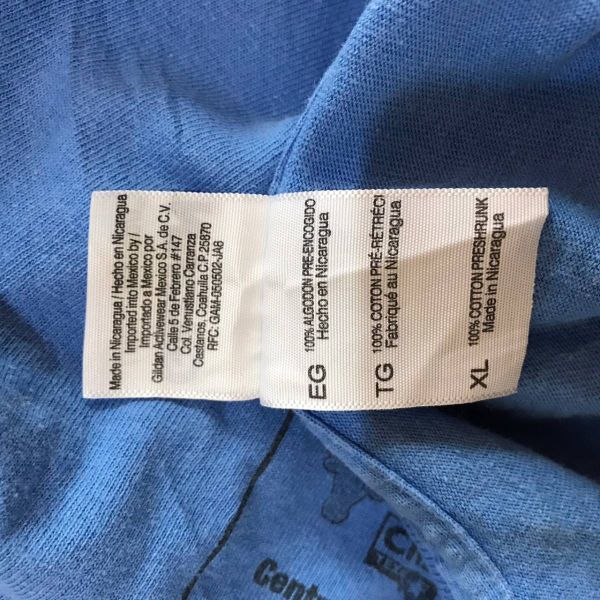 Made in Nicaragua / Hecho en Nicaragua
Imported into Mexico by /
Importado a Mexico por
Gildan Activewear Mexico S.A. de C.V.
Calle 5 de Febrero #147
Col. Venustiano Carranza
Castanos, Coahuila C.P. 25870
RFC: GAM-050502-JA6
EG
100% ALGODON PRE-ENCOGIDO
Hecho en Nicaragua
TG
100% COTON PRÉ-RÉTRÉCI
Fabriqué au Nicaragua
XL
100% COTTON PRESHRUNK
Made in Nicaragua
Centr